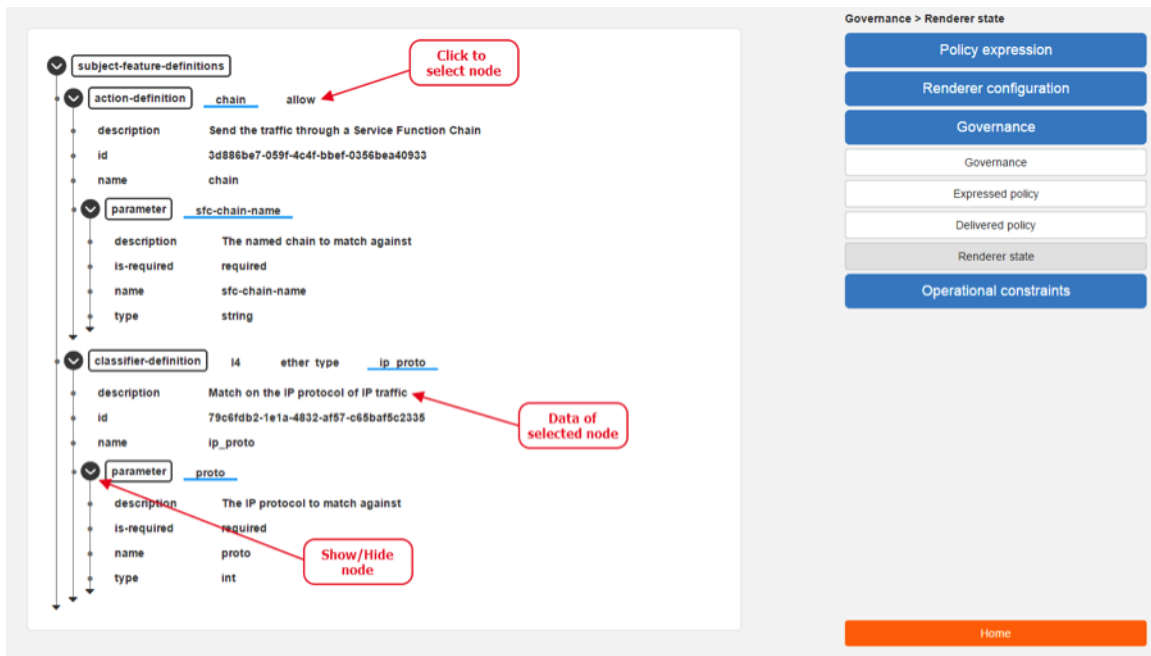 Governance > Renderer state
Click to
select node
subject-feature-definitions
action-definition chain allow
description Send the traffic through a Service Function Chain
id 3d886be7-059f-4c4f-bbef-0356bea40933
name chain
parameter sfc-chain-name
description The named chain to match against
is-required required
name sfc-chain-name
type string
classifier-definition l4 ether_type ip_proto
description Match on the IP protocol of IP traffic
id 79c6fdb2-1e1a-4832-af57-c65baf5c2335
name ip_proto
Data of
selected node
parameter proto
description The IP protocol to match against
is-required required
name proto
type int
Show/Hide
node
Policy expression
Renderer configuration
Governance
Governance
Expressed policy
Delivered policy
Renderer state
Operational constraints
Home